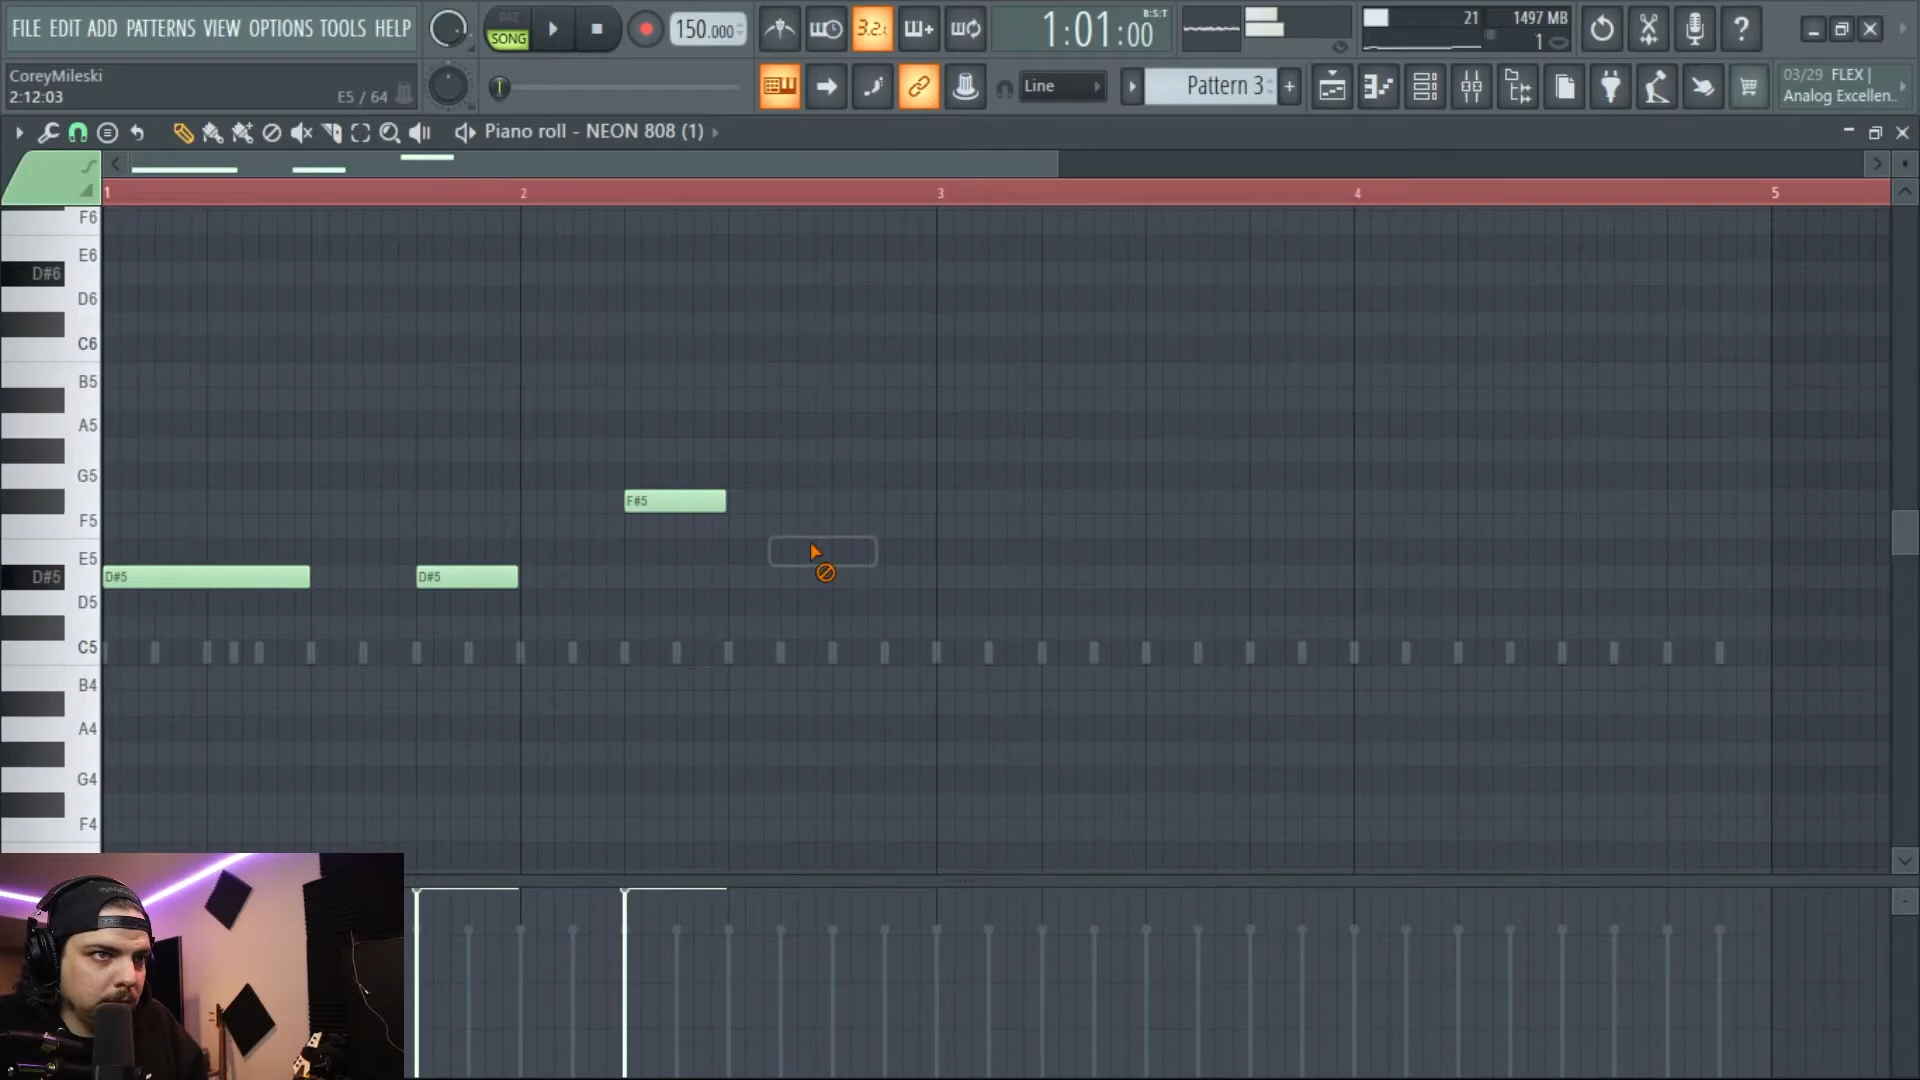 FILE EDIT ADD PATTERNS VIEW OPTIONS TOOLS HELP
PAT
SONG
150.000
3.2.
1:01:00
B:S:T
21
1497 MB
1
CoreyMileski
2:12:03
E5 / 64
Line
Pattern 3
+
03/29 FLEX |
Analog Excellen..
Piano roll - NEON 808 (1)
1
2
3
4
5
F6
E6
D#6
D6
C6
B5
A5
G5
F#5
F5
E5
D#5
D#5
D#5
D5
C5
B4
A4
G4
F4